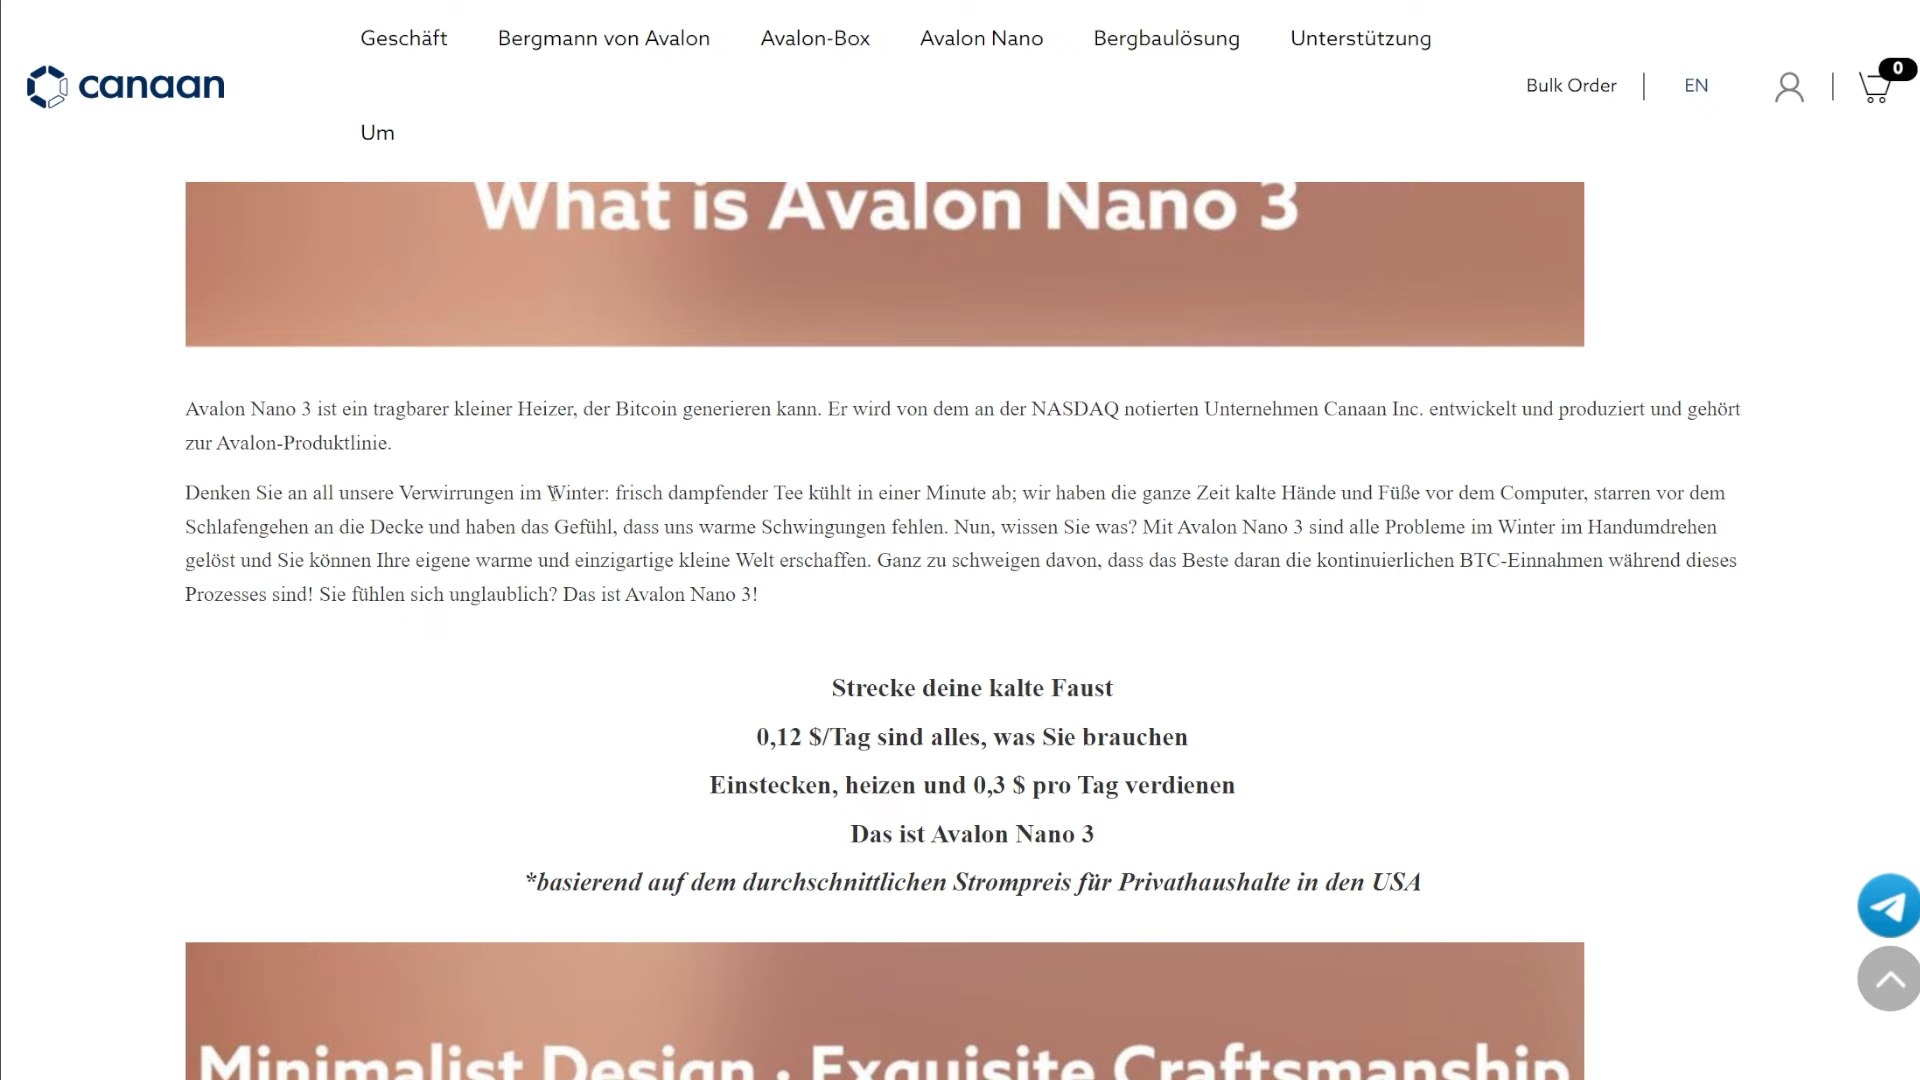 Geschäft Bergmann von Avalon Avalon-Box Avalon Nano Bergbaulösung Unterstützung
canaan
Bulk Order EN 0
Um
What is Avalon Nano 3
Avalon Nano 3 ist ein tragbarer kleiner Heizer, der Bitcoin generieren kann. Er wird von dem an der NASDAQ notierten Unternehmen Canaan Inc. entwickelt und produziert und gehört
zur Avalon-Produktlinie.
Denken Sie an all unsere Verwirrungen im Winter: frisch dampfender Tee kühlt in einer Minute ab; wir haben die ganze Zeit kalte Hände und Füße vor dem Computer, starren vor dem
Schlafengehen an die Decke und haben das Gefühl, dass uns warme Schwingungen fehlen. Nun, wissen Sie was? Mit Avalon Nano 3 sind alle Probleme im Winter im Handumdrehen
gelöst und Sie können Ihre eigene warme und einzigartige kleine Welt erschaffen. Ganz zu schweigen davon, dass das Beste daran die kontinuierlichen BTC-Einnahmen während dieses
Prozesses sind! Sie fühlen sich unglaublich? Das ist Avalon Nano 3!
Strecke deine kalte Faust
0,12 $/Tag sind alles, was Sie brauchen
Einstecken, heizen und 0,3 $ pro Tag verdienen
Das ist Avalon Nano 3
*basierend auf dem durchschnittlichen Strompreis für Privathaushalte in den USA
Minimalist Design · Exquisite Craftsmanship